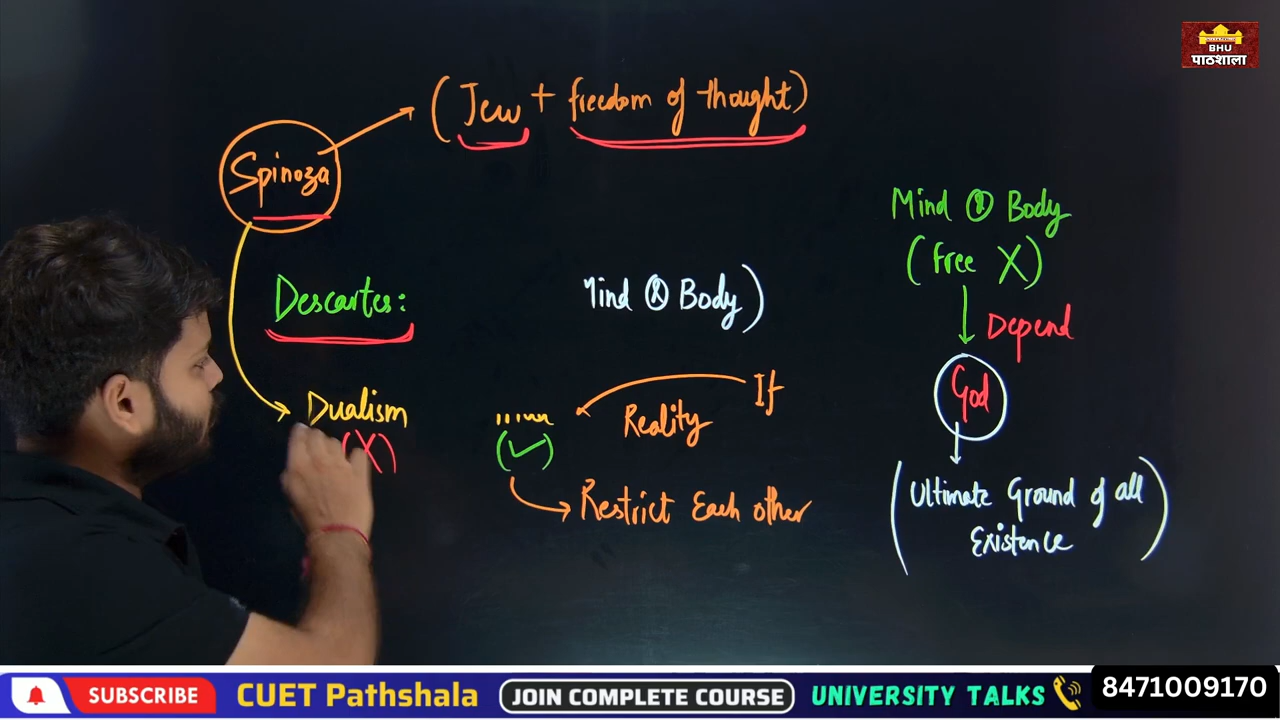 BHU
पाठशाला
(Jew + freedom of thought)
Spinoza
Mind & Body
(free X)
Descartes:
Mind & Body)
Depend
God
Dualism
If
Reality
(X)
(✓)
Restrict Each other
(Ultimate Ground of all
Existence)
SUBSCRIBE
CUET Pathshala
JOIN COMPLETE COURSE
UNIVERSITY TALKS
8471009170